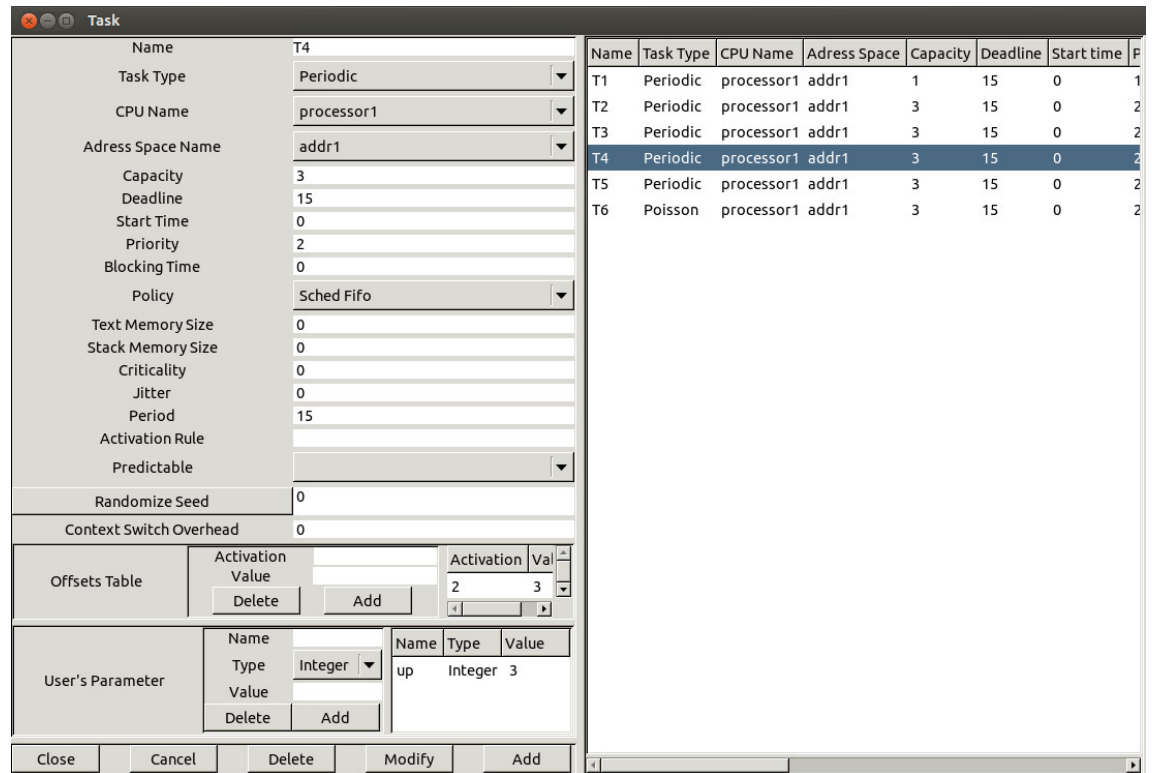 Task
Name T4
Task Type Periodic
CPU Name processor1
Adress Space Name addr1
Capacity 3
Deadline 15
Start Time 0
Priority 2
Blocking Time 0
Policy Sched Fifo
Text Memory Size 0
Stack Memory Size 0
Criticality 0
Jitter 0
Period 15
Activation Rule
Predictable
Randomize Seed 0
Context Switch Overhead 0
Offsets Table
Activation
Value
Delete Add
Activation Val
2 3
User's Parameter
Name
Type Integer
Value
Delete Add
Name Type Value
up Integer 3
Close Cancel Delete Modify Add
Name Task Type CPU Name Adress Space Capacity Deadline Start time P
T1 Periodic processor1 addr1 1 15 0 1
T2 Periodic processor1 addr1 3 15 0 2
T3 Periodic processor1 addr1 3 15 0 2
T4 Periodic processor1 addr1 3 15 0 2
T5 Periodic processor1 addr1 3 15 0 2
T6 Poisson processor1 addr1 3 15 0 2